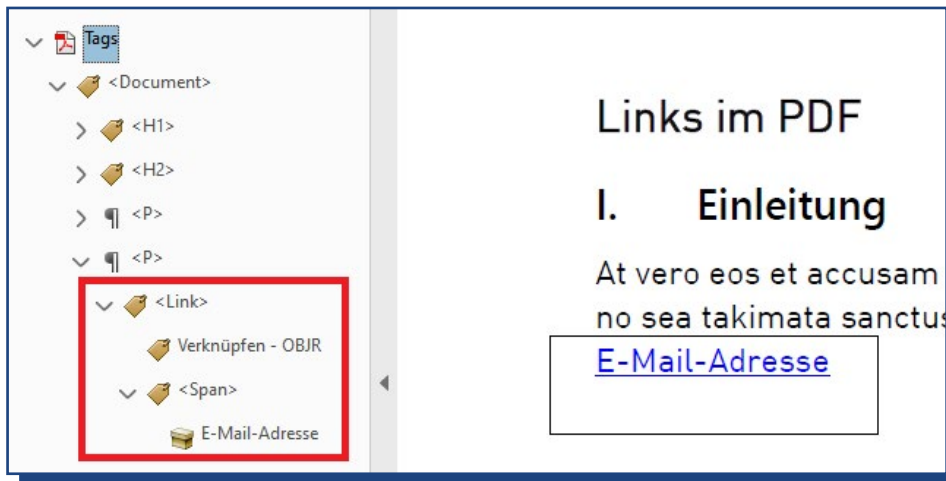 Tags
<Document>
<H1>
<H2>
<P>
<P>
<Link>
Verknüpfen - OBJR
<Span>
E-Mail-Adresse
Links im PDF
I. Einleitung
At vero eos et accusam
no sea takimata sanctus
E-Mail-Adresse